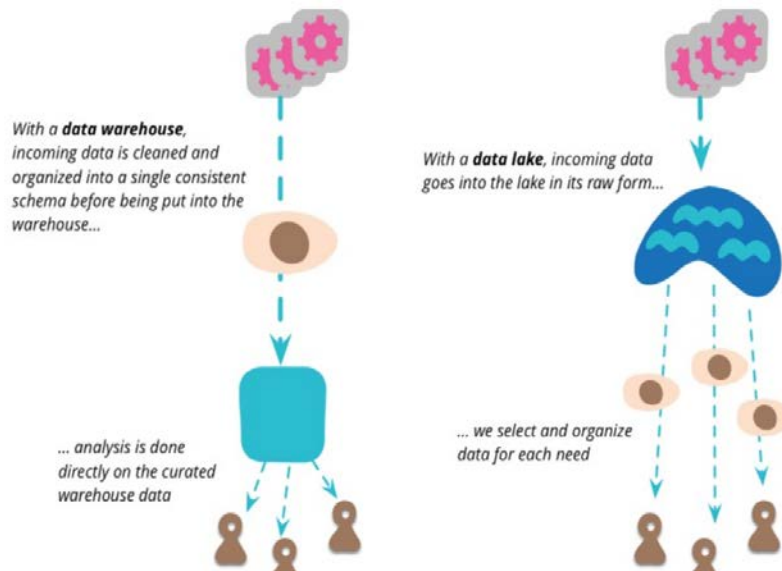 With a data warehouse,
incoming data is cleaned and
organized into a single consistent
schema before being put into the
warehouse...
... analysis is done
directly on the curated
warehouse data
With a data lake, incoming data
goes into the lake in its raw form...
... we select and organize
data for each need